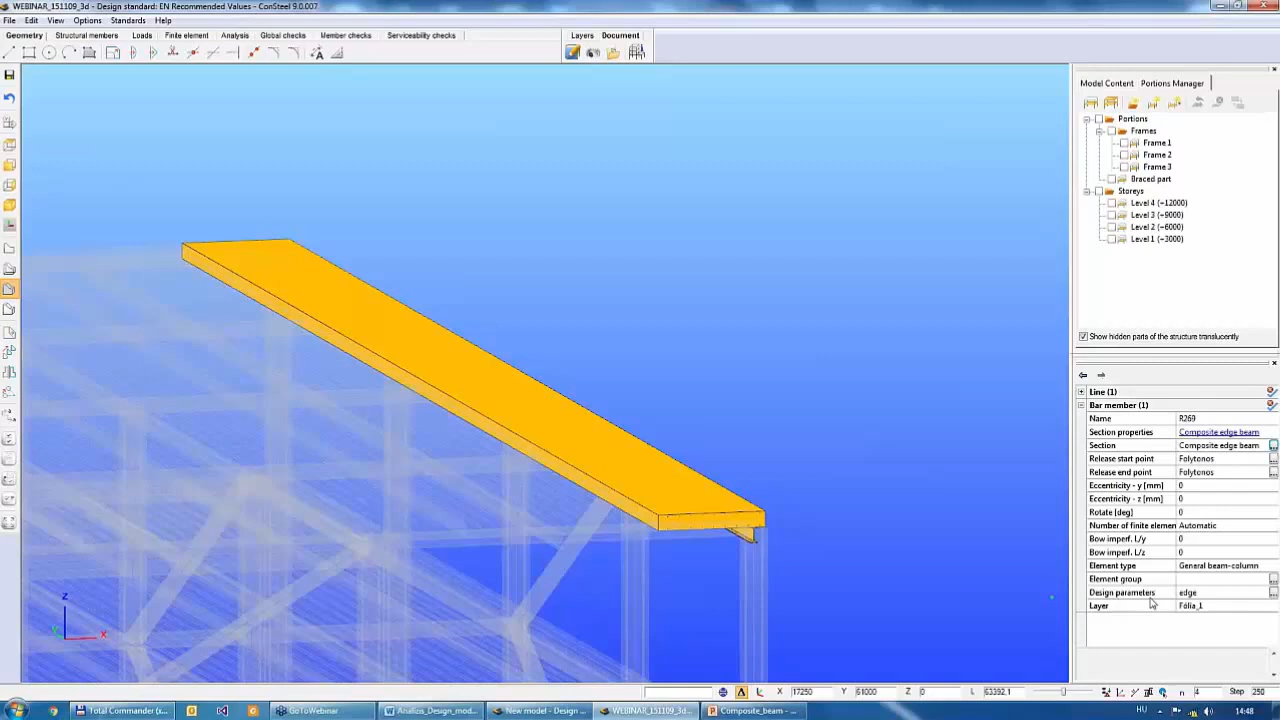 WEBINAR_151109_3d - Design standard: EN Recommended Values - ConSteel 9.0.007
File Edit View Options Standards Help
Geometry Structural members Loads Finite element Analysis Global checks Member checks Serviceability checks Layers Document
Model Content Portions Manager
Portions
Frames
Frame 1
Frame 2
Frame 3
Braced part
Storeys
Level 4 (=12000)
Level 3 (=9000)
Level 2 (=6000)
Level 1 (=3000)
Show hidden parts of the structure translucently
Line (1)
Bar member (1)
Name R269
Section properties Composite edge beam
Section Composite edge beam
Release start point Folytonos
Release end point Folytonos
Eccentricity - y [mm] 0
Eccentricity - z [mm] 0
Rotate [deg] 0
Number of finite elemen Automatic
Bow imperf. L/y 0
Bow imperf. L/z 0
Element type General beam-column
Element group
Design parameters edge
Layer Fólia_1
Z
X
X 17250 Y 61000 Z 0 L 63392.1 n 4 Step 250
Total Commander (x... GoToWebinar Analizis_Design_mod... New model - Design ... WEBINAR_151109_3d... Composite_beam - ... HU 14:48